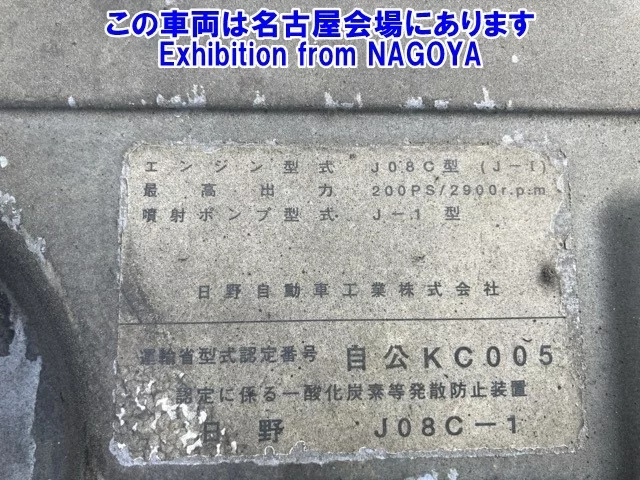 この車両は名古屋会場にあります
Exhibition from NAGOYA
エンジン型式 J08C型 (J-I)
最高出力 200PS/2900r.p.m
噴射ポンプ型式 J-1型
日野自動車工業株式会社
運輸省型式認定番号 自公KC005
認定に係る一酸化炭素等発散防止装置
日野 J08C-1